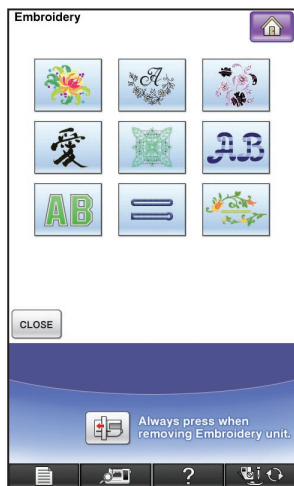 Embroidery
A
愛
AB
AB
CLOSE
Always press when
removing Embroidery unit.
?